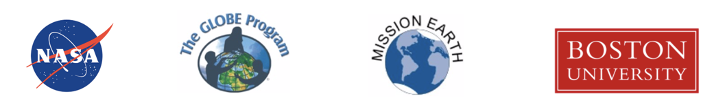 NASA
The GLOBE Program
MISSION EARTH
BOSTON
UNIVERSITY